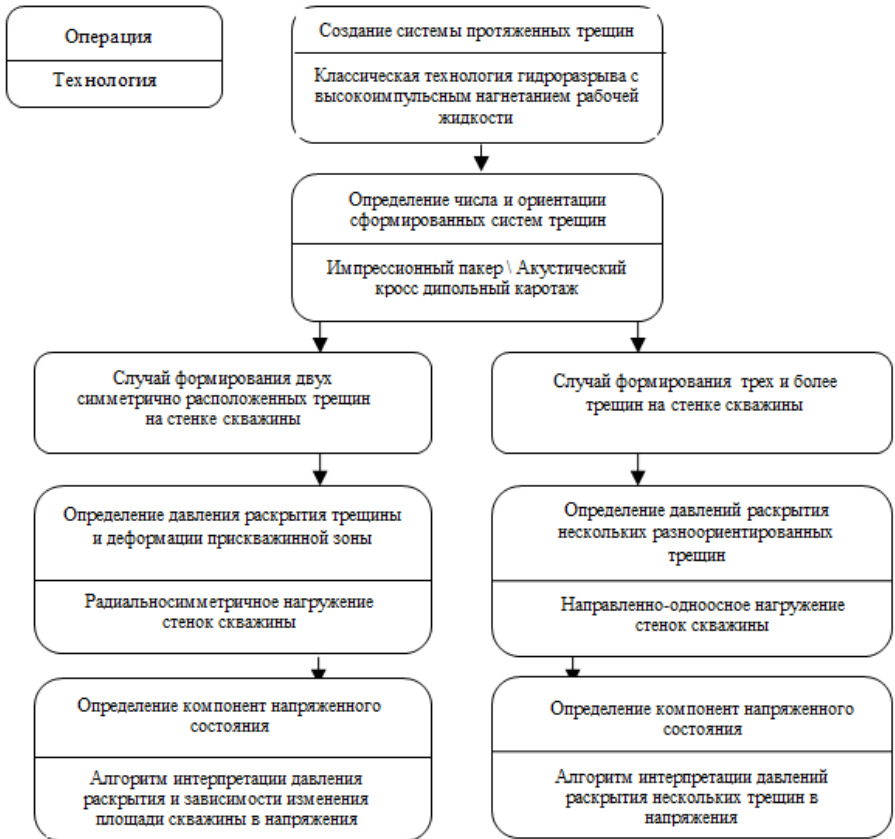 Операция
Технология
Создание системы протяженных трещин
Классическая технология гидроразрыва с
высокоимпульсным нагнетанием рабочей
жидкости
Определение числа и ориентации
сформированных систем трещин
Импрессионный пакер \ Акустический
кросс дипольный каротаж
Случай формирования двух
симметрично расположенных трещин
на стенке скважины
Случай формирования трех и более
трещин на стенке скважины
Определение давления раскрытия трещины
и деформации прискважинной зоны
Радиальносимметричное нагружение
стенок скважины
Определение давлений раскрытия
нескольких разноориентированных
трещин
Направленно-одноосное нагружение
стенок скважины
Определение компонент напряженного
состояния
Алгоритм интерпретации давления
раскрытия и зависимости изменения
площади скважины в напряжения
Определение компонент напряженного
состояния
Алгоритм интерпретации давлений
раскрытия нескольких трещин в
напряжения